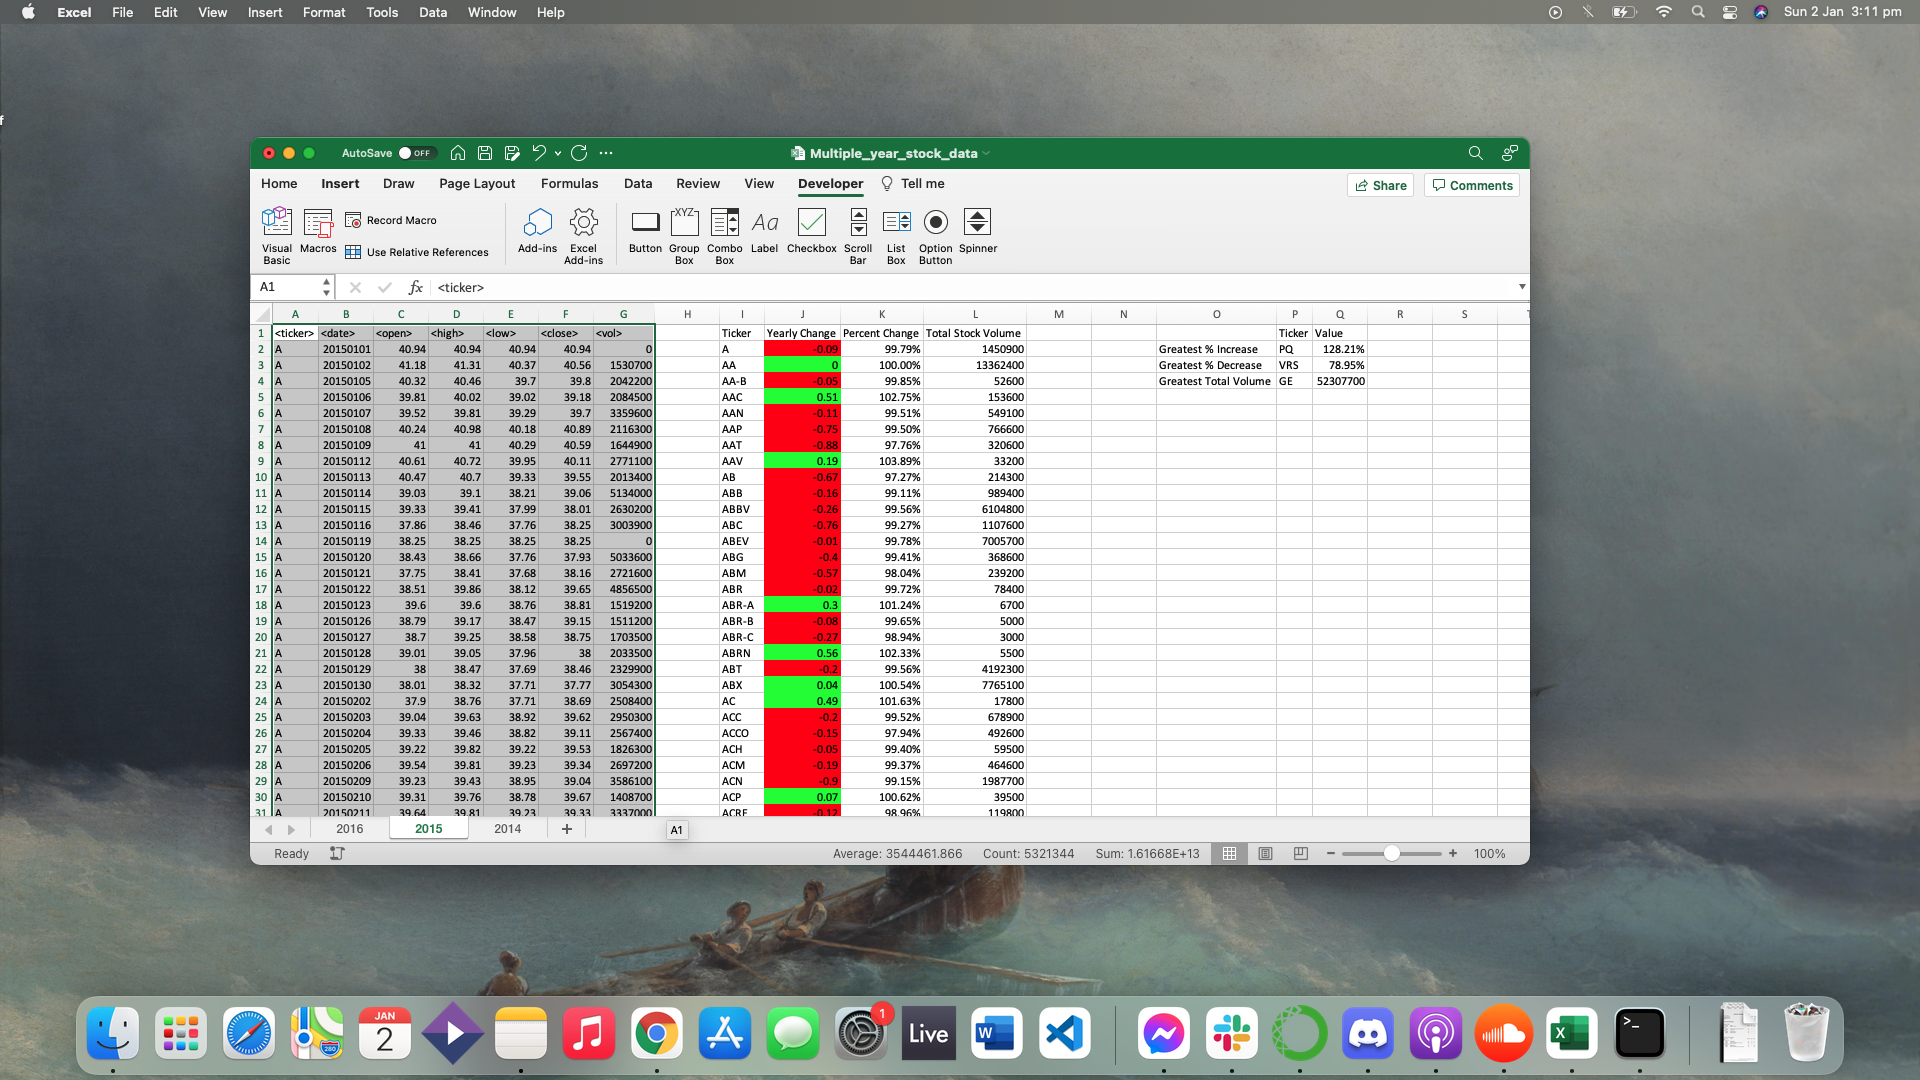 Excel File Edit View Insert Format Tools Data Window Help Sun 2 Jan 3:11 pm
f
AutoSave OFF Multiple_year_stock_data
Home Insert Draw Page Layout Formulas Data Review View Developer Tell me Share Comments
Visual Basic Macros Record Macro Use Relative References Add-ins Excel Add-ins Button XYZ Group Box Combo Box Aa Label Checkbox Scroll Bar List Box Option Button Spinner
A1 fx <ticker>
A B C D E F G H I J K L M N O P Q R S T
1 <ticker> <date> <open> <high> <low> <close> <vol> Ticker Yearly Change Percent Change Total Stock Volume Ticker Value
2 A 20150101 40.94 40.94 40.94 40.94 0 A -0.09 99.79% 1450900 Greatest % Increase PQ 128.21%
3 A 20150102 41.18 41.31 40.37 40.56 1530700 AA 0 100.00% 13362400 Greatest % Decrease VRS 78.95%
4 A 20150105 40.32 40.46 39.7 39.8 2042200 AA-B -0.05 99.85% 52600 Greatest Total Volume GE 52307700
5 A 20150106 39.81 40.02 39.02 39.18 2084500 AAC 0.51 102.75% 153600
6 A 20150107 39.52 39.81 39.29 39.7 3359600 AAN -0.11 99.51% 549100
7 A 20150108 40.24 40.98 40.18 40.89 2116300 AAP -0.75 99.50% 766600
8 A 20150109 41 41 40.29 40.59 1644900 AAT -0.88 97.76% 320600
9 A 20150112 40.61 40.72 39.95 40.11 2771100 AAV 0.19 103.89% 33200
10 A 20150113 40.47 40.7 39.33 39.55 2013400 AB -0.67 97.27% 214300
11 A 20150114 39.03 39.1 38.21 39.06 5134000 ABB -0.16 99.11% 989400
12 A 20150115 39.33 39.41 37.99 38.01 2630200 ABBV -0.26 99.56% 6104800
13 A 20150116 37.86 38.46 37.76 38.25 3003900 ABC -0.76 99.27% 1107600
14 A 20150119 38.25 38.25 38.25 38.25 0 ABEV -0.01 99.78% 7005700
15 A 20150120 38.43 38.66 37.76 37.93 5033600 ABG -0.4 99.41% 368600
16 A 20150121 37.75 38.41 37.68 38.16 2721600 ABM -0.57 98.04% 239200
17 A 20150122 38.51 39.86 38.12 39.65 4856500 ABR -0.02 99.72% 78400
18 A 20150123 39.6 39.6 38.76 38.81 1519200 ABR-A 0.3 101.24% 6700
19 A 20150126 38.79 39.17 38.47 39.15 1511200 ABR-B -0.08 99.65% 5000
20 A 20150127 38.7 39.25 38.58 38.75 1703500 ABR-C -0.27 98.94% 3000
21 A 20150128 39.01 39.05 37.96 38 2033500 ABRN 0.56 102.33% 5500
22 A 20150129 38 38.47 37.69 38.46 2329900 ABT -0.2 99.56% 4192300
23 A 20150130 38.01 38.32 37.71 37.77 3054300 ABX 0.04 100.54% 7765100
24 A 20150202 37.9 38.76 37.71 38.69 2508400 AC 0.49 101.63% 17800
25 A 20150203 39.04 39.63 38.92 39.62 2950300 ACC -0.2 99.52% 678900
26 A 20150204 39.33 39.46 38.82 39.11 2567400 ACCO -0.15 97.94% 492600
27 A 20150205 39.22 39.82 39.22 39.53 1826300 ACH -0.05 99.40% 59500
28 A 20150206 39.54 39.81 39.23 39.34 2697200 ACM -0.19 99.37% 464600
29 A 20150209 39.23 39.43 38.95 39.04 3586100 ACN -0.9 99.15% 1987700
30 A 20150210 39.31 39.76 38.78 39.67 1408700 ACP 0.07 100.62% 39500
31 A 20150211 39.64 39.81 39.23 39.33 3337000 ACRE -0.12 98.96% 119800
2016 2015 2014 + A1
Ready Average: 3544461.866 Count: 5321344 Sum: 1.61668E+13 100%
JAN 2 280 1 Live W X >_